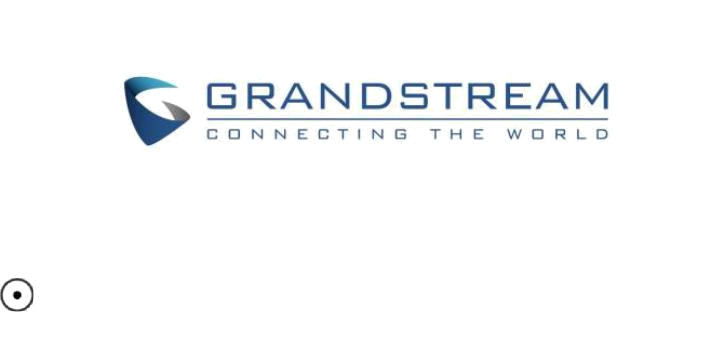 GRANDSTREAM
CONNECTING THE WORLD